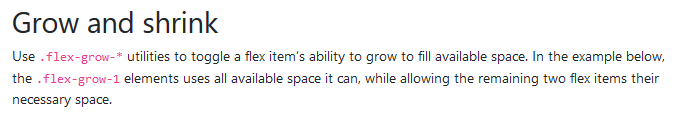 Grow and shrink
Use .flex-grow-* utilities to toggle a flex item’s ability to grow to fill available space. In the example below,
the .flex-grow-1 elements uses all available space it can, while allowing the remaining two flex items their
necessary space.